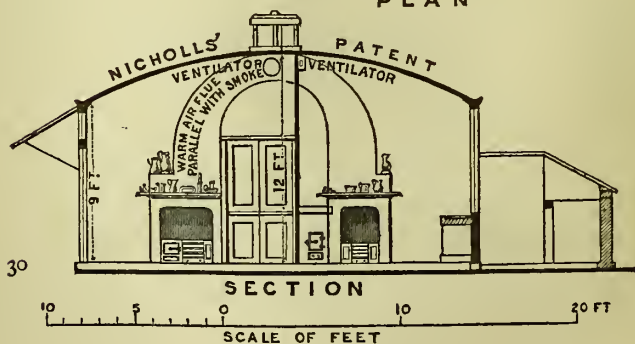 PLAN
NICHOLLS' PATENT
VENTILATOR VENTILATOR
WARM AIR FLUE
PARALLEL WITH SMOKE
9 FT.
12 FT.
30
SECTION
10 5 0 10 20 FT
SCALE OF FEET